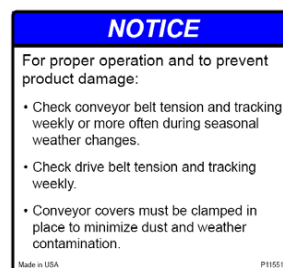 NOTICE
For proper operation and to prevent
product damage:
• Check conveyor belt tension and tracking
weekly or more often during seasonal
weather changes.
• Check drive belt tension and tracking
weekly.
• Conveyor covers must be clamped in
place to minimize dust and weather
contamination.
Made in USA P11551